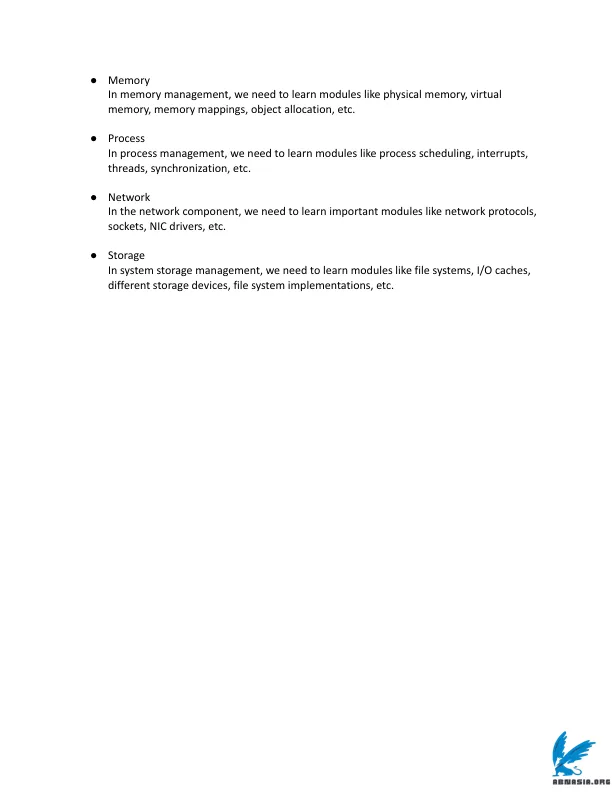 ● Memory
In memory management, we need to learn modules like physical memory, virtual
memory, memory mappings, object allocation, etc.
● Process
In process management, we need to learn modules like process scheduling, interrupts,
threads, synchronization, etc.
● Network
In the network component, we need to learn important modules like network protocols,
sockets, NIC drivers, etc.
● Storage
In system storage management, we need to learn modules like file systems, I/O caches,
different storage devices, file system implementations, etc.
ABNASIA.ORG